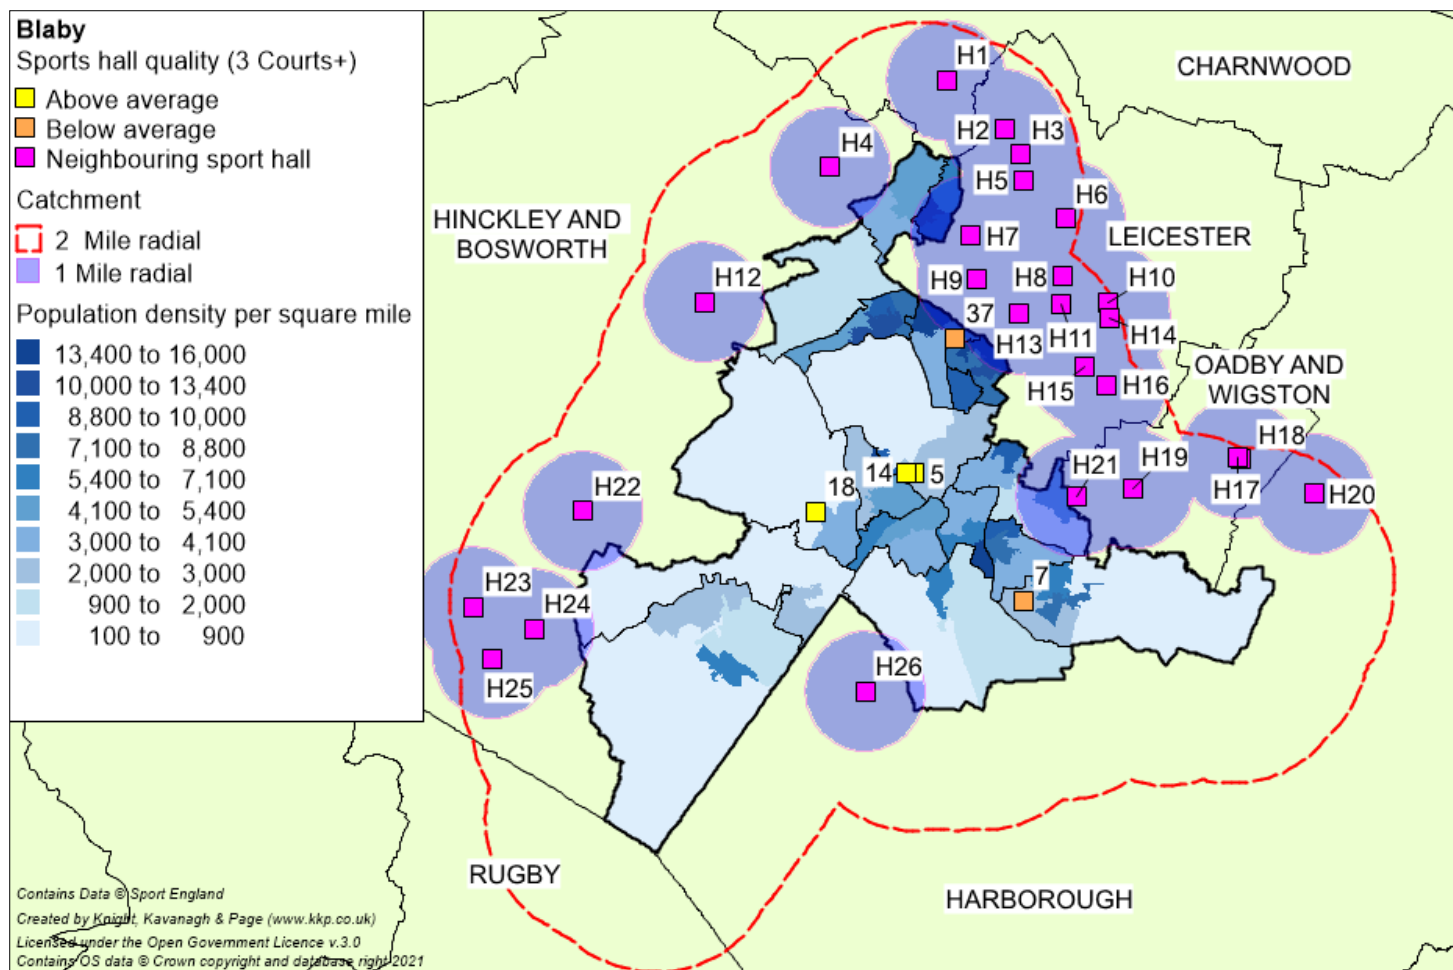 Blaby
Sports hall quality (3 Courts+)
Above average
Below average
Neighbouring sport hall
Catchment
2 Mile radial
1 Mile radial
Population density per square mile
13,400 to 16,000
10,000 to 13,400
8,800 to 10,000
7,100 to 8,800
5,400 to 7,100
4,100 to 5,400
3,000 to 4,100
2,000 to 3,000
900 to 2,000
100 to 900
H1
CHARNWOOD
H2
H3
H4
H5
H6
HINCKLEY AND
BOSWORTH
H7
LEICESTER
H12
H9
H8
H10
37
H13
H11
H14
OADBY AND
WIGSTON
H15
H16
H18
14
5
H21
H19
H17
H20
18
H22
H23
H24
7
H25
H26
RUGBY
HARBOROUGH
Contains Data © Sport England
Created by Knight, Kavanagh & Page (www.kkp.co.uk)
Licensed under the Open Government Licence v.3.0
Contains OS data © Crown copyright and database right 2021